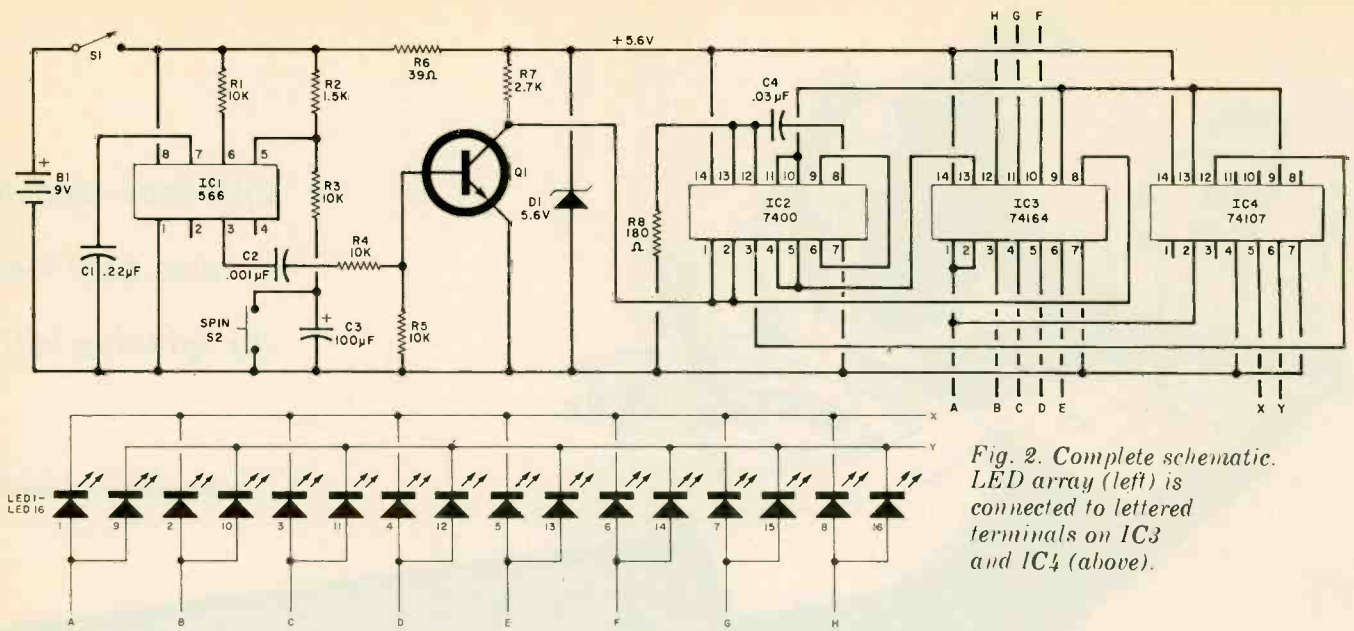 H G F
S1
+5.6V
R6
39Ω
R7
2.7K
R1
10K
R2
1.5K
C4
.03µF
B1
9V
+
8 7 6 5
IC1
566
1 2 3 4
R3
10K
Q1
D1
5.6V
R8
180
Ω
14 13 12 11 10 9 8
IC2
7400
1 2 3 4 5 6 7
14 13 12 11 10 9 8
IC3
74164
1 2 3 4 5 6 7
14 13 12 11 10 9 8
IC4
74107
1 2 3 4 5 6 7
C1 .22µF
C2
.001µF
R4
10K
SPIN
S2
+
C3
100µF
R5
10K
A B C D E X Y
X
Y
LED1-
LED16
1 9 2 10 3 11 4 12 5 13 6 14 7 15 8 16
A B C D E F G H
Fig. 2. Complete schematic.
LED array (left) is
connected to lettered
terminals on IC3
and IC4 (above).